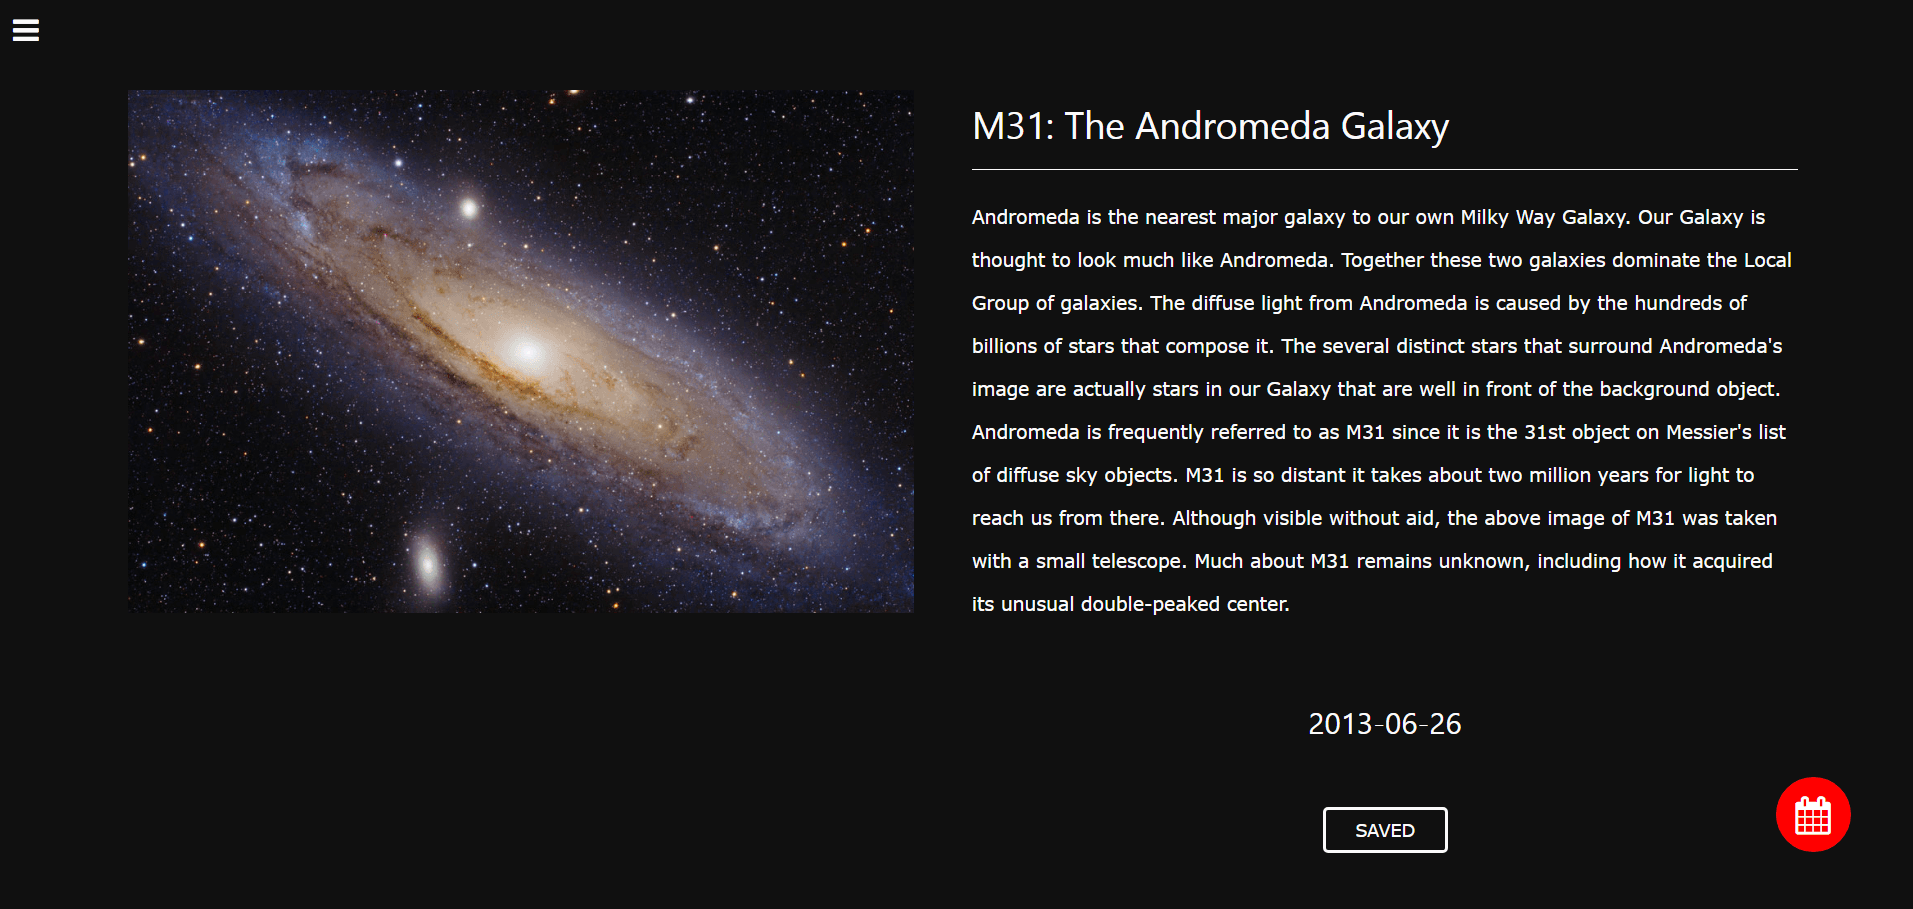 M31: The Andromeda Galaxy
Andromeda is the nearest major galaxy to our own Milky Way Galaxy. Our Galaxy is
thought to look much like Andromeda. Together these two galaxies dominate the Local
Group of galaxies. The diffuse light from Andromeda is caused by the hundreds of
billions of stars that compose it. The several distinct stars that surround Andromeda's
image are actually stars in our Galaxy that are well in front of the background object.
Andromeda is frequently referred to as M31 since it is the 31st object on Messier's list
of diffuse sky objects. M31 is so distant it takes about two million years for light to
reach us from there. Although visible without aid, the above image of M31 was taken
with a small telescope. Much about M31 remains unknown, including how it acquired
its unusual double-peaked center.
2013-06-26
SAVED